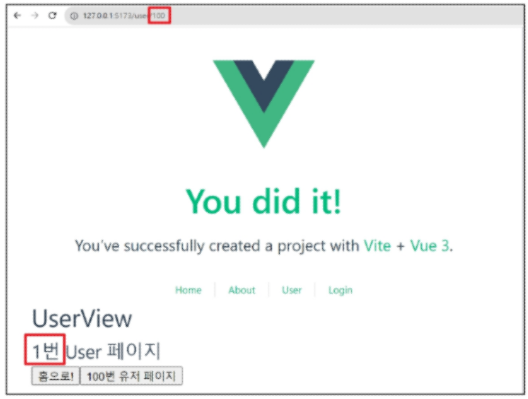 127.0.0.1:5173/user/100
You did it!
You've successfully created a project with Vite + Vue 3.
Home About User Login
UserView
1번 User 페이지
홈으로! 100번 유저 페이지